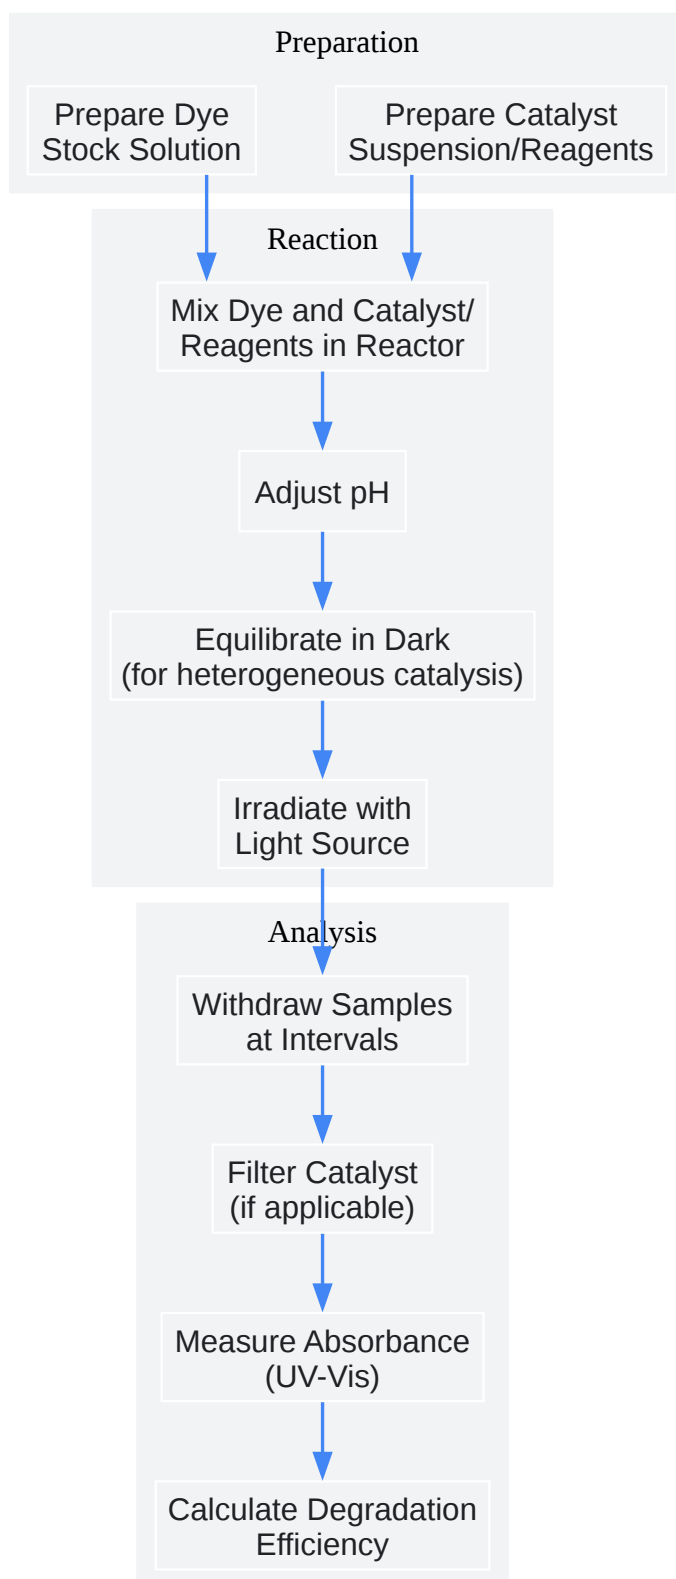 Preparation
Prepare Dye
Stock Solution
Prepare Catalyst
Suspension/Reagents
Reaction
Mix Dye and Catalyst/
Reagents in Reactor
Adjust pH
Equilibrate in Dark
(for heterogeneous catalysis)
Irradiate with
Light Source
Analysis
Withdraw Samples
at Intervals
Filter Catalyst
(if applicable)
Measure Absorbance
(UV-Vis)
Calculate Degradation
Efficiency